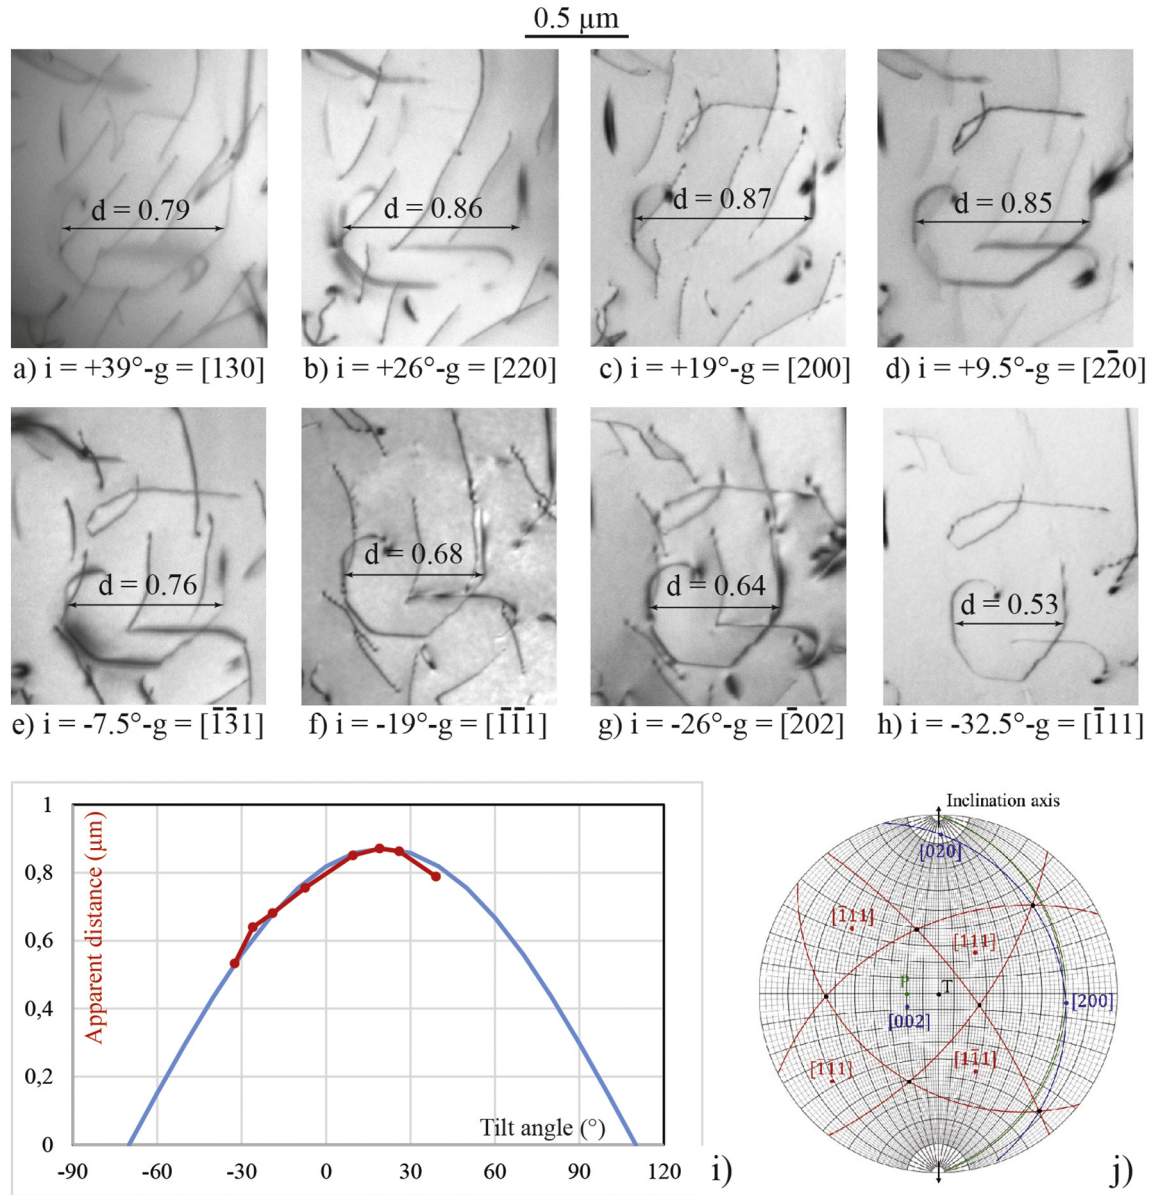 0.5 µm
d = 0.79
d = 0.86
d = 0.87
d = 0.85
a) i = +39°-g = [130]
b) i = +26°-g = [220]
c) i = +19°-g = [200]
d) i = +9.5°-g = [22̅0]
d = 0.76
d = 0.68
d = 0.64
d = 0.53
e) i = -7.5°-g = [1̅3̅1]
f) i = -19°-g = [1̅1̅1]
g) i = -26°-g = [2̅02]
h) i = -32.5°-g = [1̅11]
Apparent distance (µm)
1
0,8
0,6
0,4
0,2
0
-90
-60
-30
0
30
60
90
120
Tilt angle (°)
i)
Inclination axis
[020]
[1̅11]
[111]
P
T
[002]
[200]
[11̅1]
j)